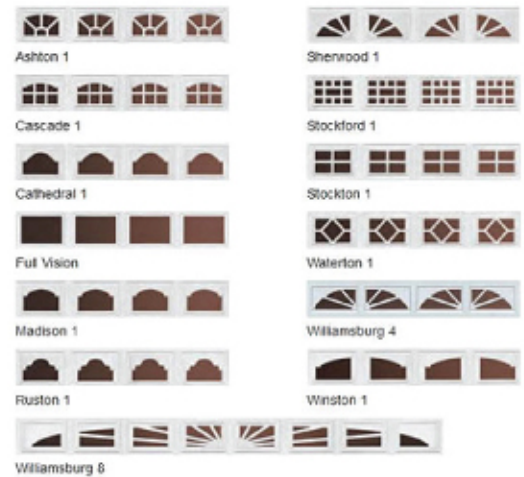 Ashton 1
Sherwood 1
Cascade 1
Stockford 1
Cathedral 1
Stockton 1
Full Vision
Waterton 1
Madison 1
Williamsburg 4
Ruston 1
Winston 1
Williamsburg 8